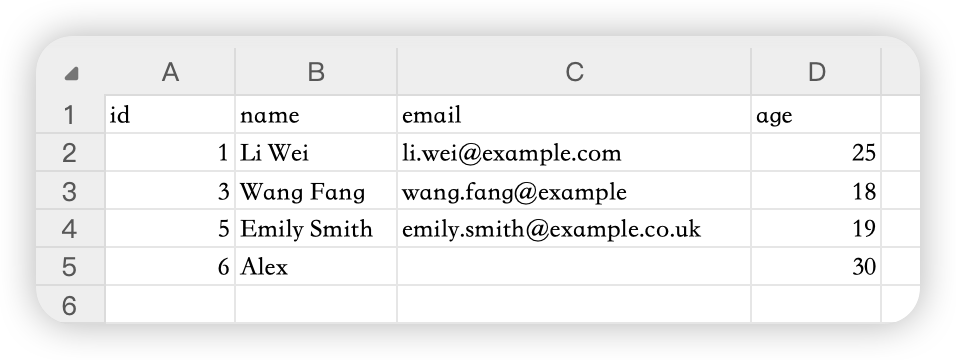 A B C D
1 id name email age
2 1 Li Wei li.wei@example.com 25
3 3 Wang Fang wang.fang@example 18
4 5 Emily Smith emily.smith@example.co.uk 19
5 6 Alex 30
6